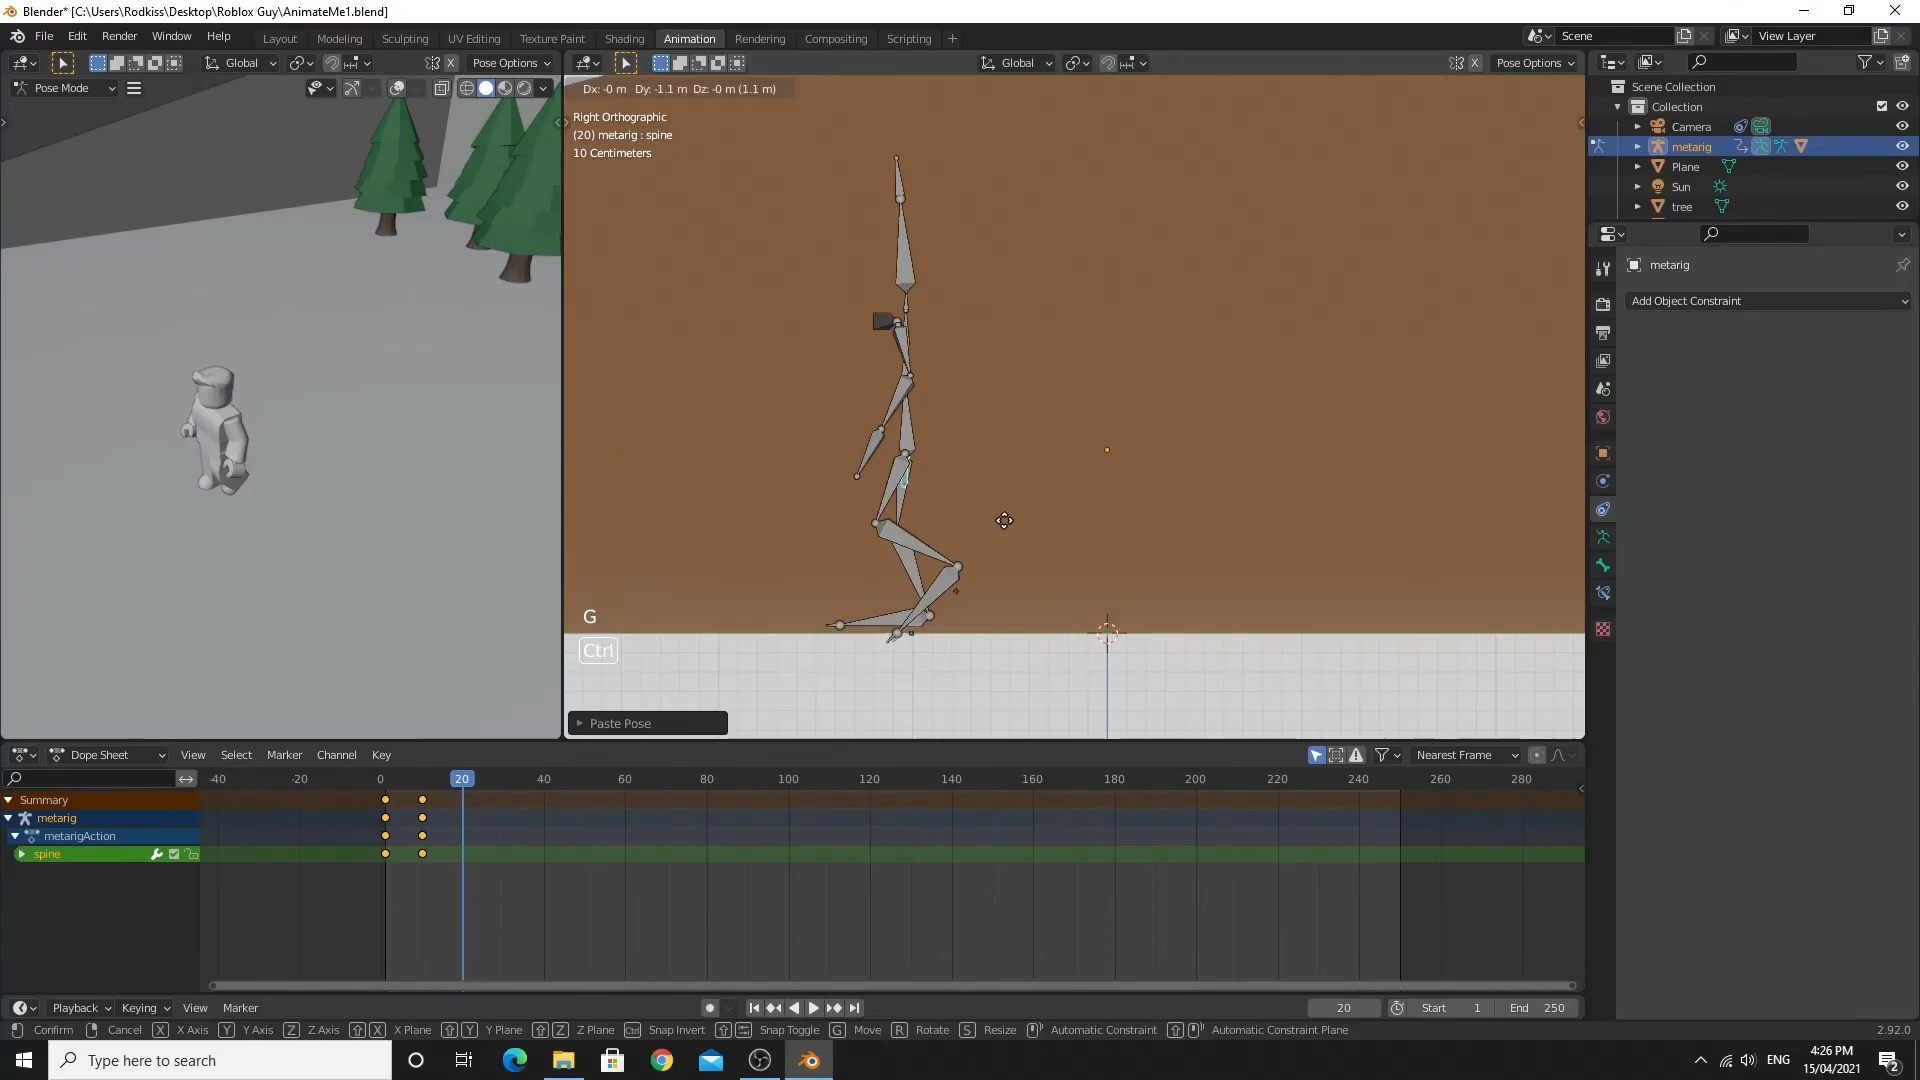 Blender* [C:\Users\Rodkiss\Desktop\Roblox Guy\AnimateMe1.blend]
File Edit Render Window Help Layout Modeling Sculpting UV Editing Texture Paint Shading Animation Rendering Compositing Scripting Scene View Layer
Global Pose Options Global Pose Options
Pose Mode
Dx: -0 m Dy: -1.1 m Dz: -0 m (1.1 m)
Right Orthographic
(20) metarig : spine
10 Centimeters
Scene Collection
Collection
Camera
metarig
Plane
Sun
tree
metarig
Add Object Constraint
G
Ctrl
Paste Pose
Dope Sheet View Select Marker Channel Key Nearest Frame
-40 -20 0 20 40 60 80 100 120 140 160 180 200 220 240 260 280
Summary
metarig
metarigAction
spine
Playback Keying View Marker 20 Start 1 End 250
Confirm Cancel X X Axis Y Y Axis Z Z Axis X X Plane Y Y Plane Z Z Plane Ctrl Snap Invert Snap Toggle G Move R Rotate S Resize Automatic Constraint Automatic Constraint Plane 2.92.0
Type here to search ENG 4:26 PM
15/04/2021 2